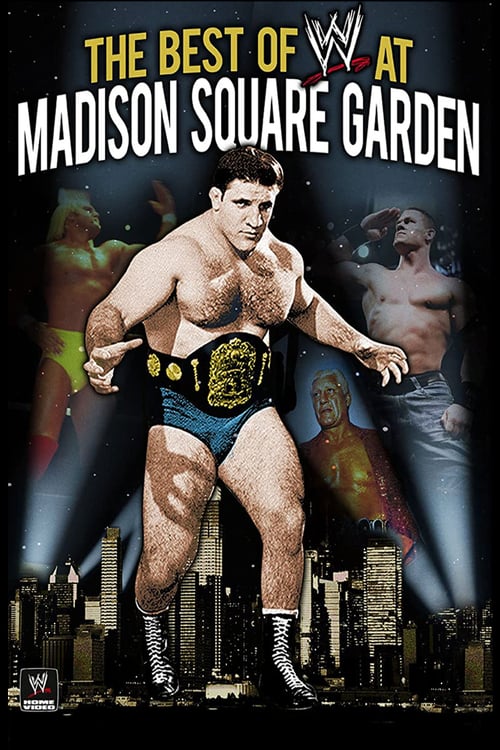 THE BEST OF W AT
MADISON SQUARE GARDEN
W
HOME
VIDEO